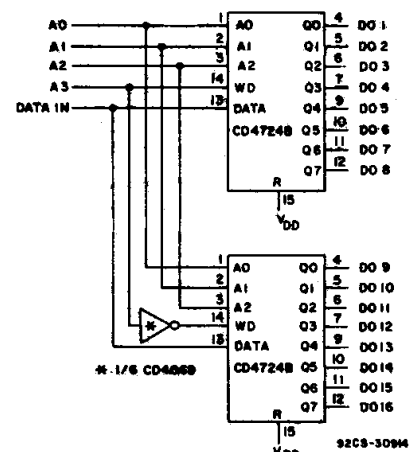 A0 1 A0 Q0 4 DO 1
A1 2 A1 Q1 5 DO 2
A2 3 A2 Q2 6 DO 3
A3 14 WD Q3 7 DO 4
DATA IN 13 DATA Q4 9 DO 5
CD4724B Q5 10 DO 6
Q6 11 DO 7
Q7 12 DO 8
R
15
VDD
1 A0 Q0 4 DO 9
2 A1 Q1 5 DO 10
3 A2 Q2 6 DO 11
* 14 WD Q3 7 DO 12
13 DATA Q4 9 DO 13
* 1/6 CD4069 CD4724B Q5 10 DO 14
Q6 11 DO 15
Q7 12 DO 16
R
15
VDD
92CS-30914